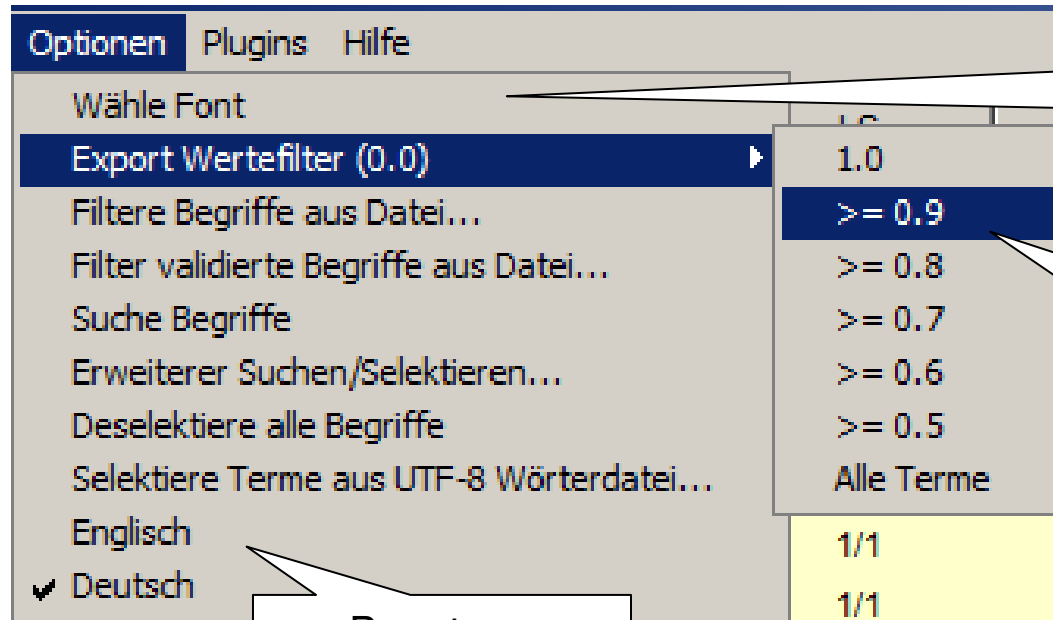 Optionen Plugins Hilfe
Wähle Font
Export Wertefilter (0.0)
Filtere Begriffe aus Datei...
Filter validierte Begriffe aus Datei...
Suche Begriffe
Erweiterer Suchen/Selektieren...
Deselektiere alle Begriffe
Selektiere Terme aus UTF-8 Wörterdatei...
Englisch
Deutsch
1.0
>= 0.9
>= 0.8
>= 0.7
>= 0.6
>= 0.5
Alle Terme
1/1
1/1